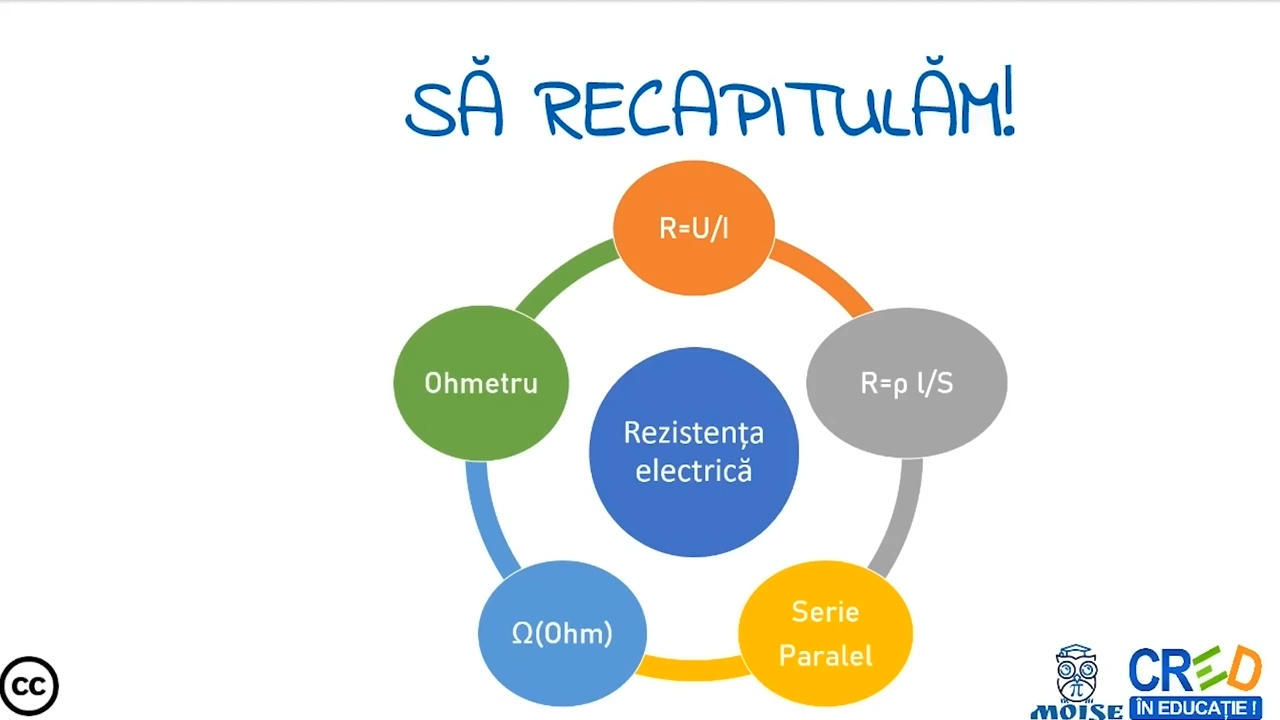 SĂ RECAPITULĂM!
R=U/I
Ohmetru
R=ρ l/S
Rezistența
electrică
Ω(Ohm)
Serie
Paralel
cc
π
MOISE
CRED
ÎN EDUCAȚIE !